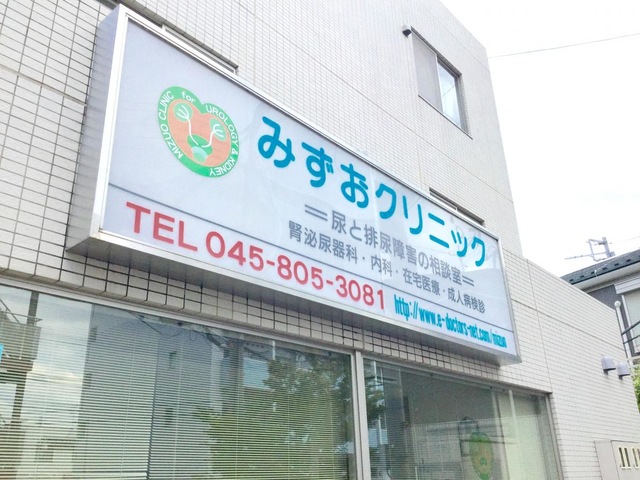 MIZUO CLINIC for UROLOGY & KIDNEY
みずおクリニック
＝尿と排尿障害の相談室＝
腎泌尿器科・内科・在宅医療・成人病検診
TEL 045-805-3081
http://www.e-doctors-net.com/mizuo